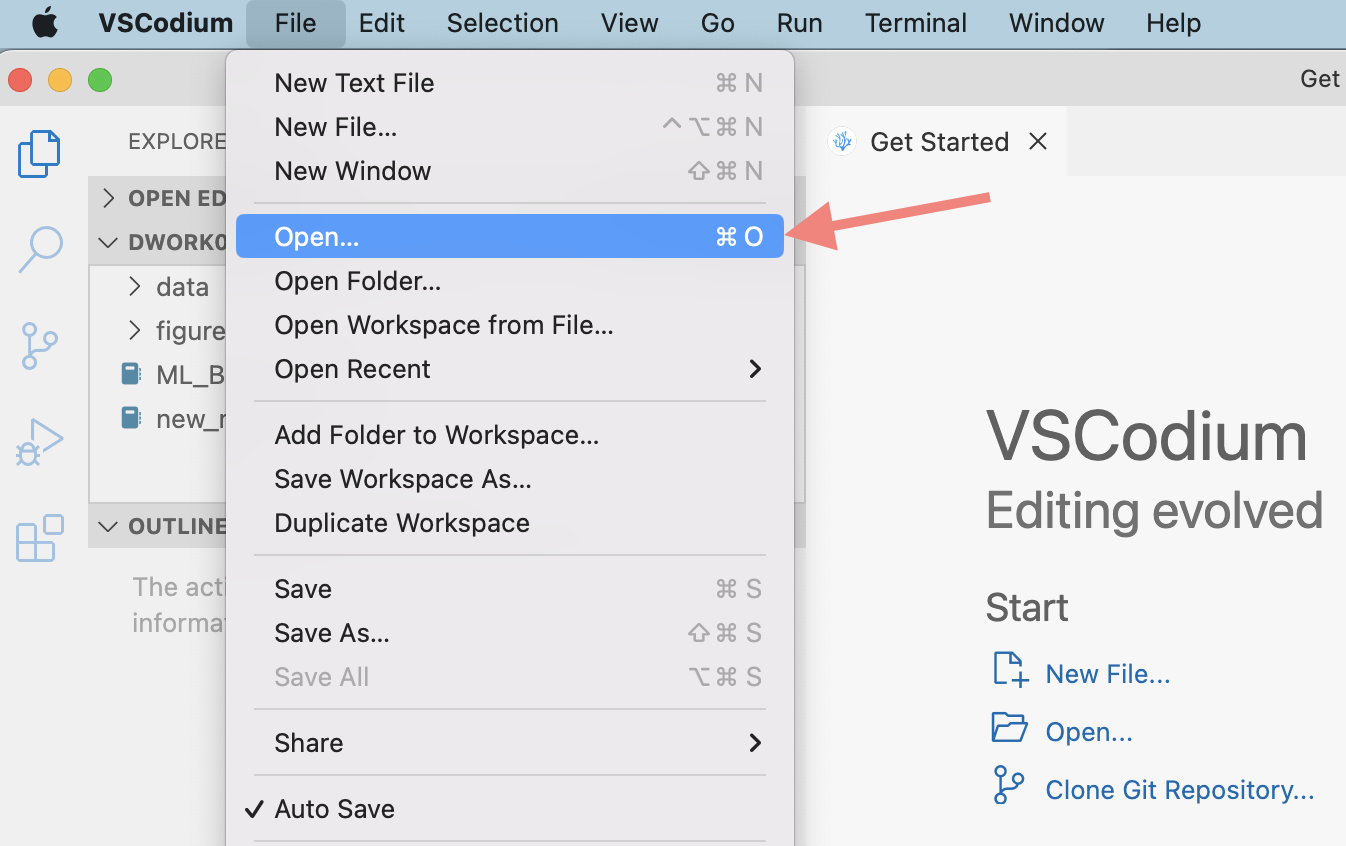 VSCodium File Edit Selection View Go Run Terminal Window Help
Get
New Text File ⌘ N
New File... ^⌥⌘ N
New Window ⇧⌘ N
Open... ⌘ O
Open Folder...
Open Workspace from File...
Open Recent
Add Folder to Workspace...
Save Workspace As...
Duplicate Workspace
Save ⌘ S
Save As... ⇧⌘ S
Save All ⌥⌘ S
Share
✓ Auto Save
EXPLORE
OPEN ED
DWORK0
data
figure
ML_B
new_r
OUTLINE
The acti
informat
Get Started
VSCodium
Editing evolved
Start
New File...
Open...
Clone Git Repository...